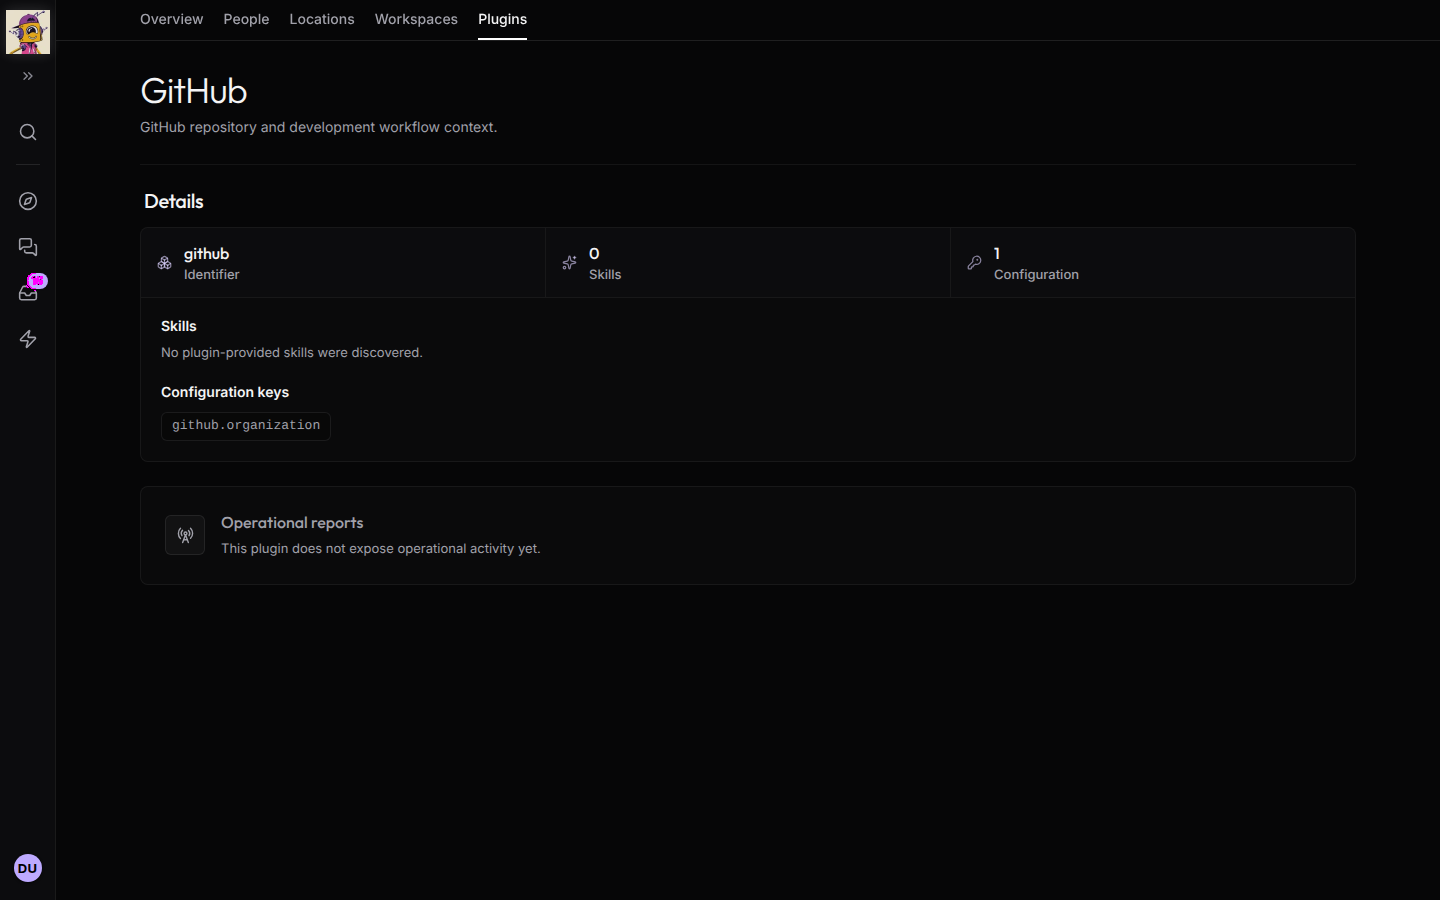 Overview People Locations Workspaces Plugins
GitHub
GitHub repository and development workflow context.
Details
github
Identifier
0
Skills
1
Configuration
Skills
No plugin-provided skills were discovered.
Configuration keys
github.organization
Operational reports
This plugin does not expose operational activity yet.
DU